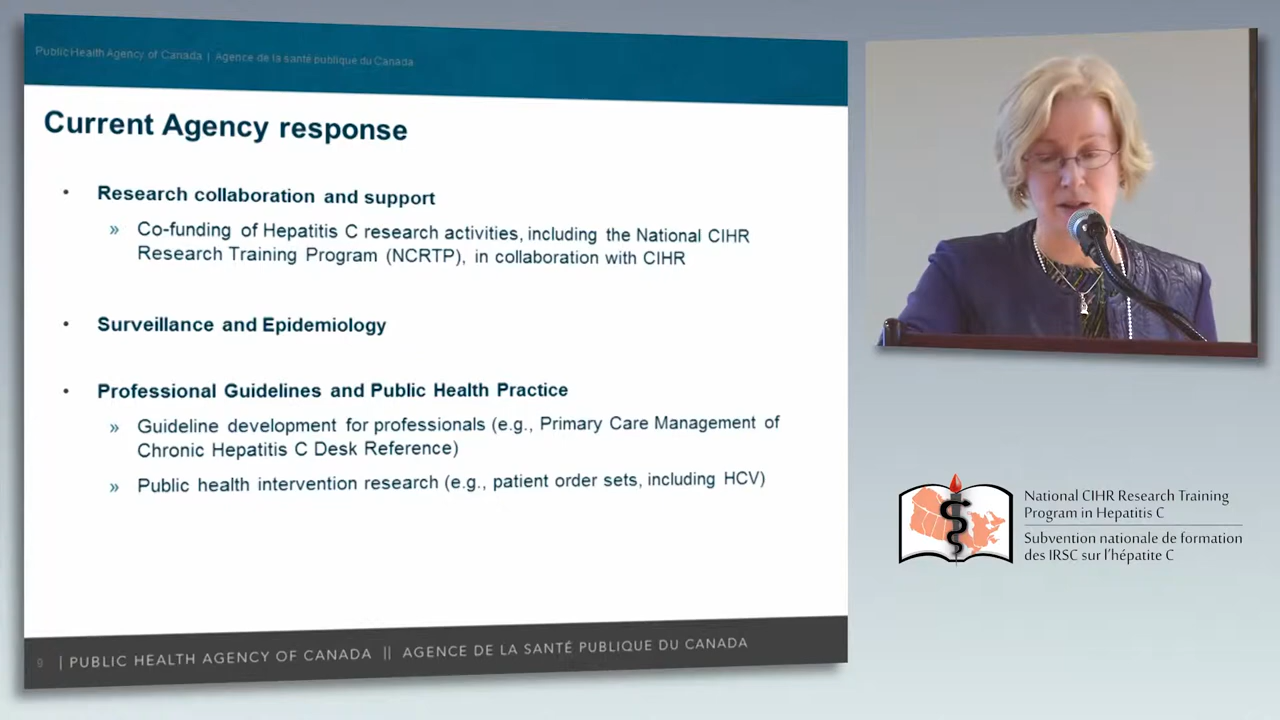 Public Health Agency of Canada | Agence de la santé publique du Canada
Current Agency response
• Research collaboration and support
» Co-funding of Hepatitis C research activities, including the National CIHR
Research Training Program (NCRTP), in collaboration with CIHR
• Surveillance and Epidemiology
• Professional Guidelines and Public Health Practice
» Guideline development for professionals (e.g., Primary Care Management of
Chronic Hepatitis C Desk Reference)
» Public health intervention research (e.g., patient order sets, including HCV)
9 | PUBLIC HEALTH AGENCY OF CANADA || AGENCE DE LA SANTÉ PUBLIQUE DU CANADA
National CIHR Research Training
Program in Hepatitis C
Subvention nationale de formation
des IRSC sur l'hépatite C